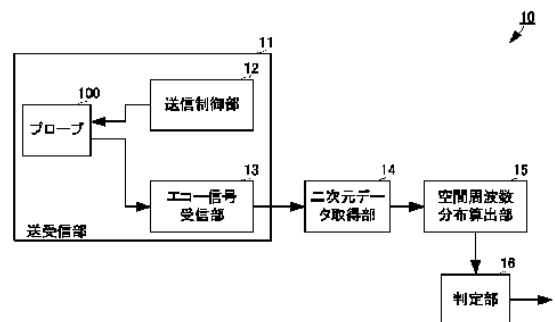 10
11
12
送信制御部
100
プローブ
13
エコー信号
受信部
送受信部
14
二次元デー
タ取得部
15
空間周波数
分布算出部
16
判定部